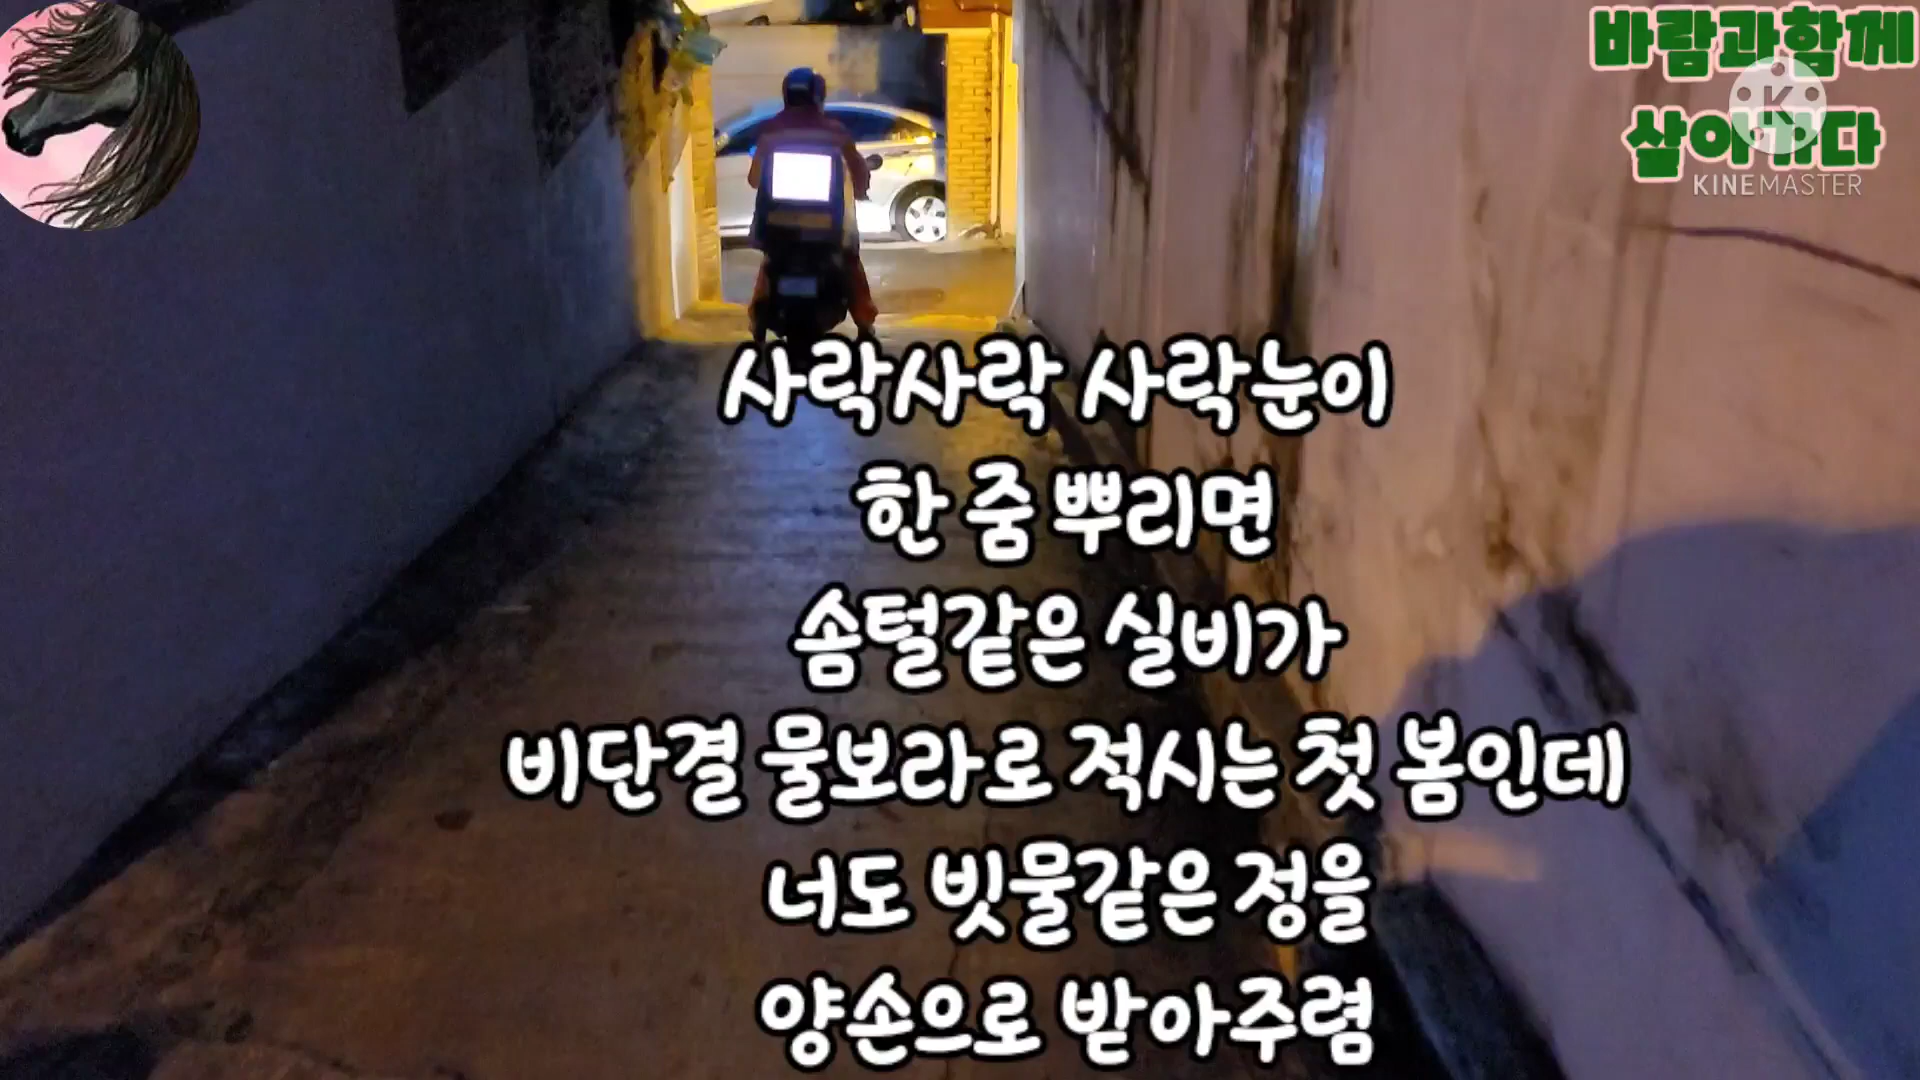 바람과함께
살아
다
K
KINEMASTER
사락사락 사락눈이
한 줌 뿌리면
솜털같은 실비가
비단결 물보라로 적시는 첫 봄인데
너도 빗물같은 정을
양손으로 받아주렴